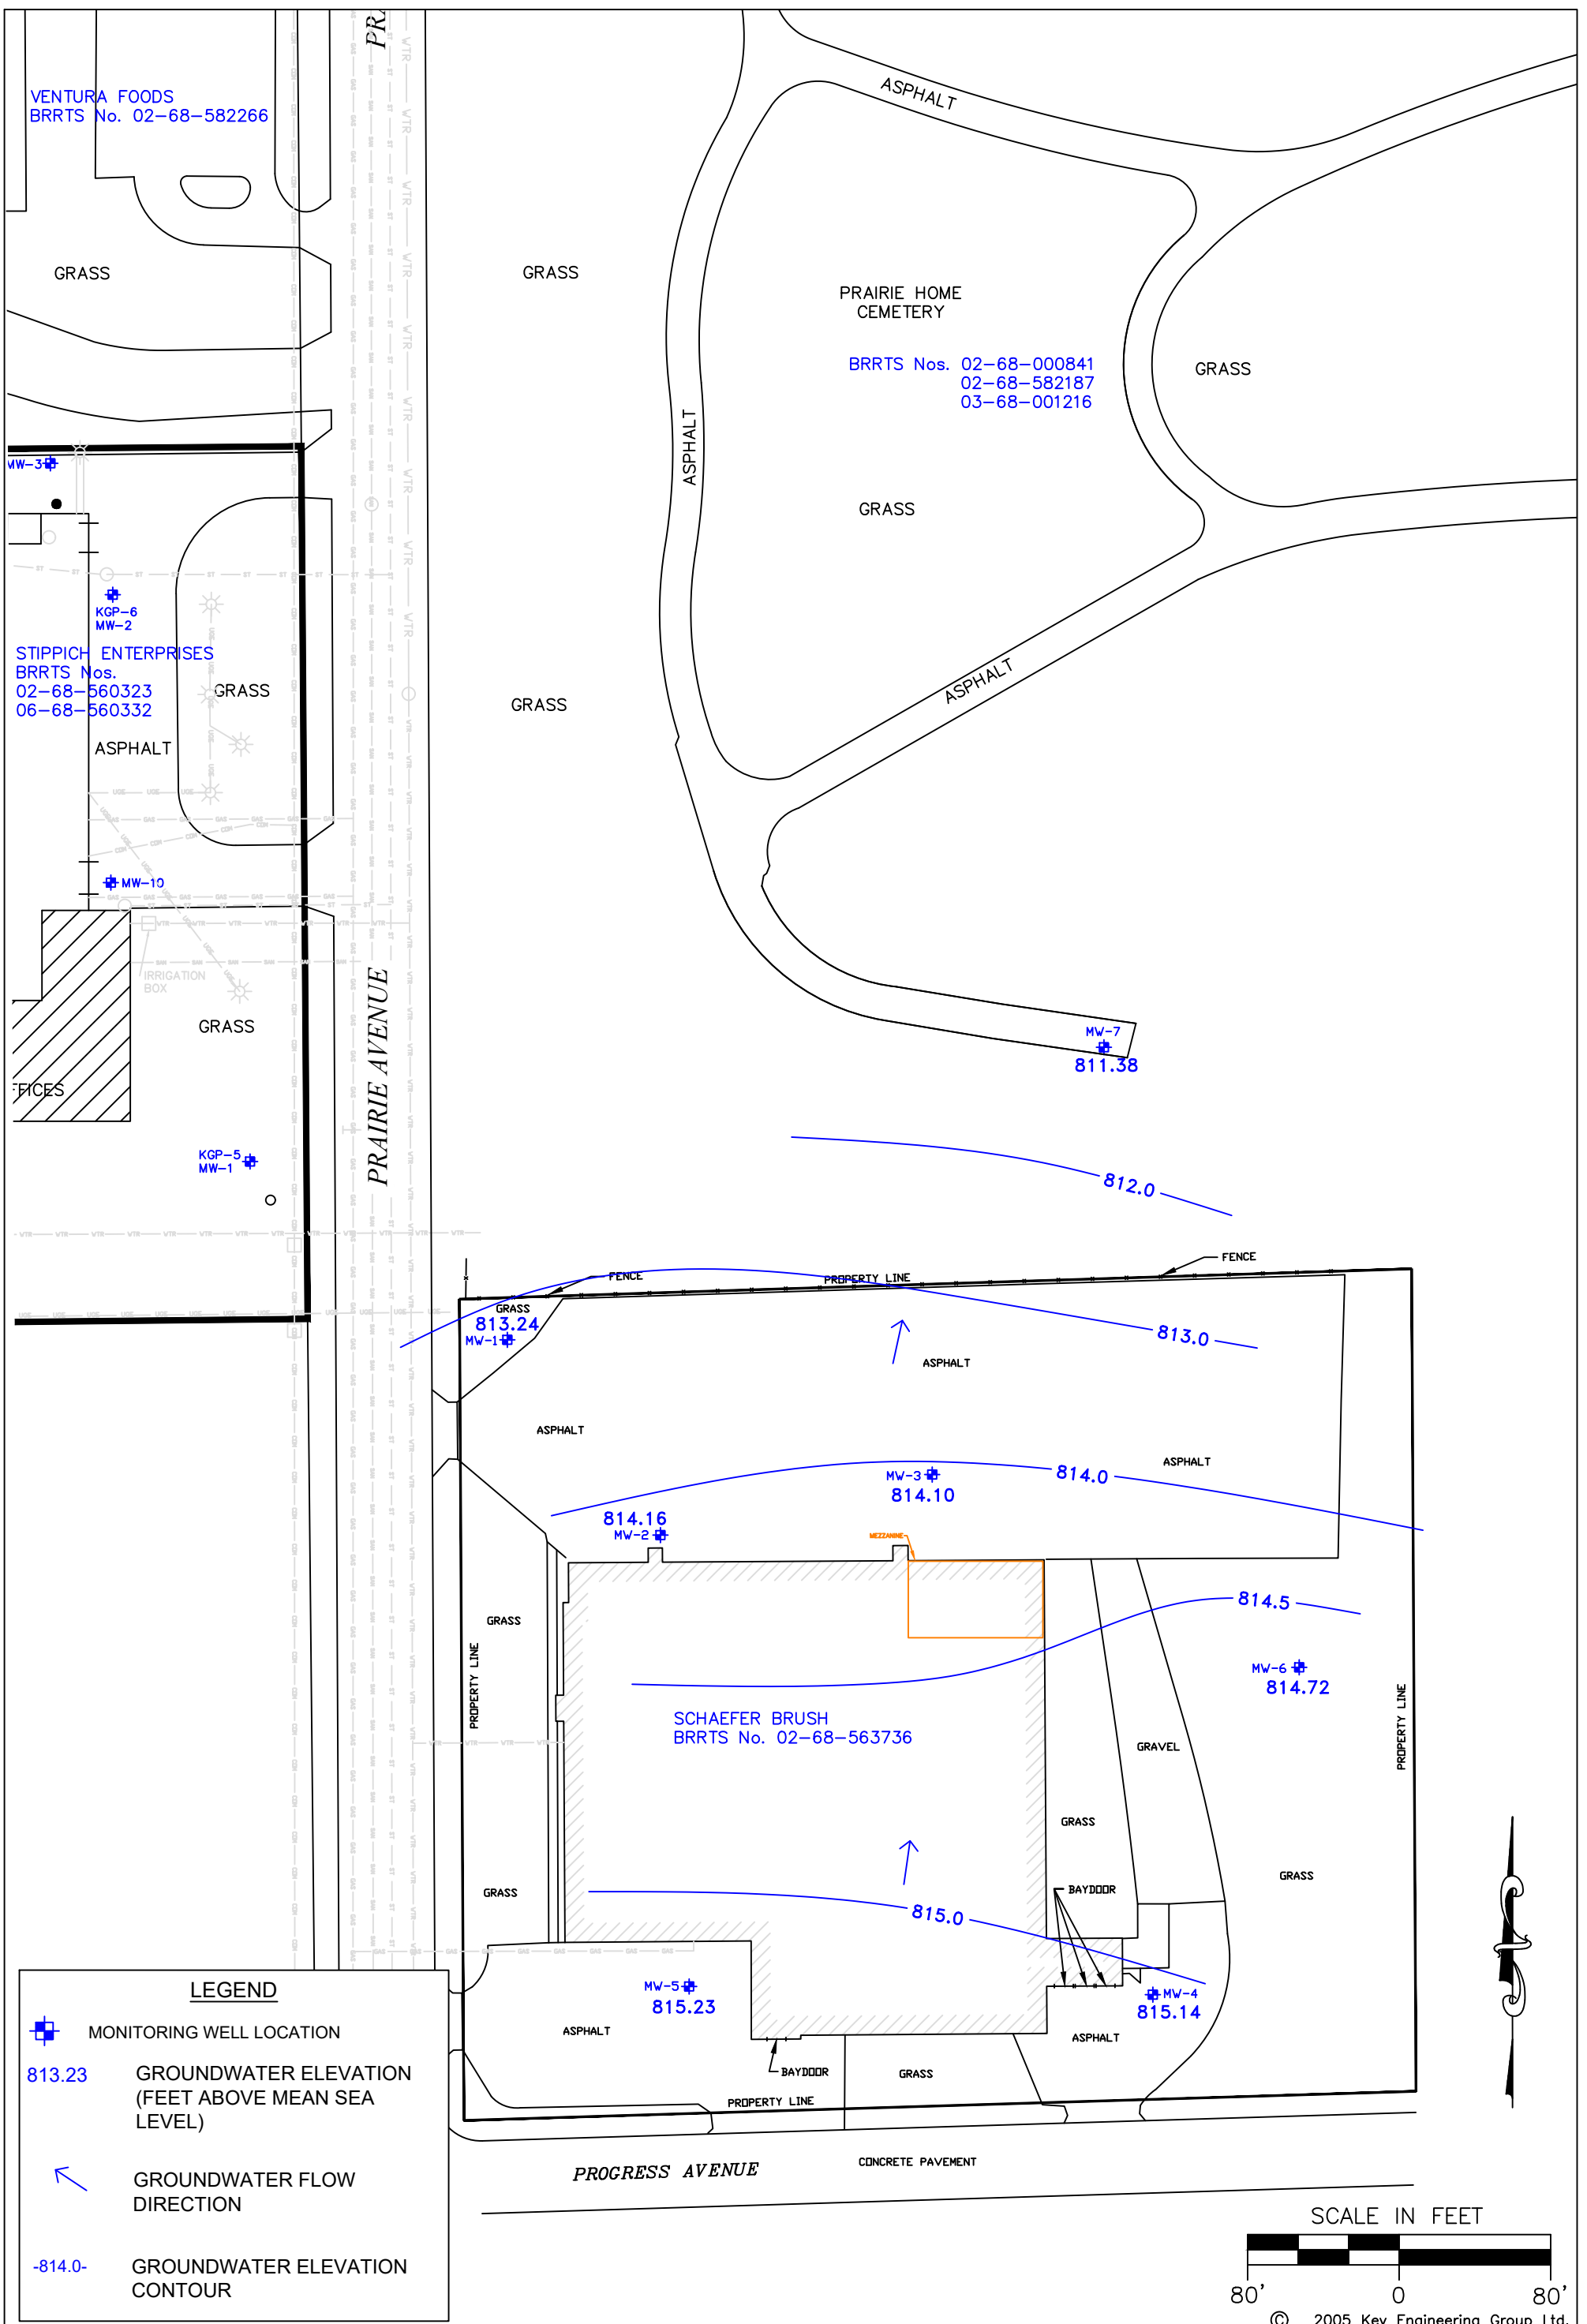 PRA
VENTURA FOODS
BRRTS No. 02-68-582266
ASPHALT
GRASS
GRASS
PRAIRIE HOME
CEMETERY
BRRTS Nos. 02-68-000841
02-68-582187
03-68-001216
GRASS
ASPHALT
GRASS
MW-3
KGP-6
MW-2
STIPPICH ENTERPRISES
BRRTS Nos.
02-68-560323
06-68-560332
GRASS
GRASS
ASPHALT
ASPHALT
MW-10
IRRIGATION
BOX
GRASS
PRAIRIE AVENUE
FFICES
MW-7
811.38
KGP-5
MW-1
812.0
FENCE
FENCE
PROPERTY LINE
GRASS
813.24
MW-1
813.0
ASPHALT
ASPHALT
ASPHALT
MW-3
814.10
814.0
814.16
MW-2
MEZZANINE
GRASS
814.5
PROPERTY LINE
MW-6
814.72
PROPERTY LINE
SCHAEFER BRUSH
BRRTS No. 02-68-563736
GRAVEL
GRASS
GRASS
GRASS
BAYDOOR
815.0
MW-5
815.23
MW-4
815.14
ASPHALT
ASPHALT
BAYDOOR
GRASS
PROPERTY LINE
PROGRESS AVENUE
CONCRETE PAVEMENT
LEGEND
MONITORING WELL LOCATION
813.23
GROUNDWATER ELEVATION
(FEET ABOVE MEAN SEA
LEVEL)
GROUNDWATER FLOW
DIRECTION
-814.0-
GROUNDWATER ELEVATION
CONTOUR
SCALE IN FEET
80' 0 80'
© 2005 Key Engineering Group Ltd.